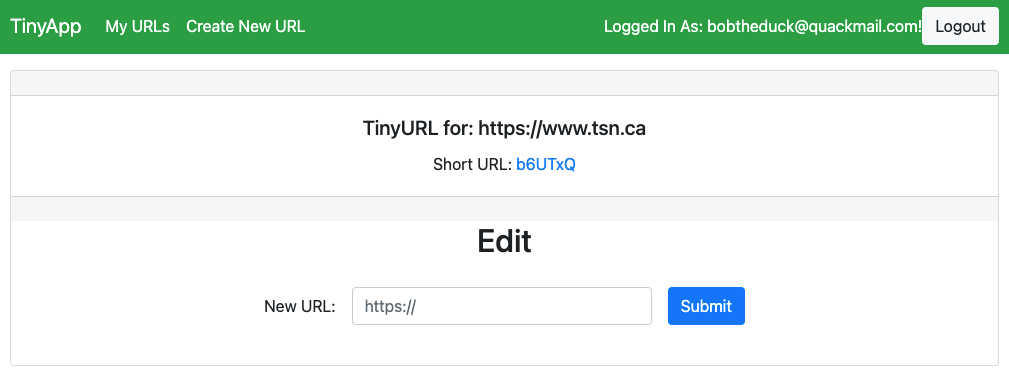 TinyApp My URLs Create New URL Logged In As: bobtheduck@quackmail.com! Logout
TinyURL for: https://www.tsn.ca
Short URL: b6UTxQ
Edit
New URL: https:// Submit